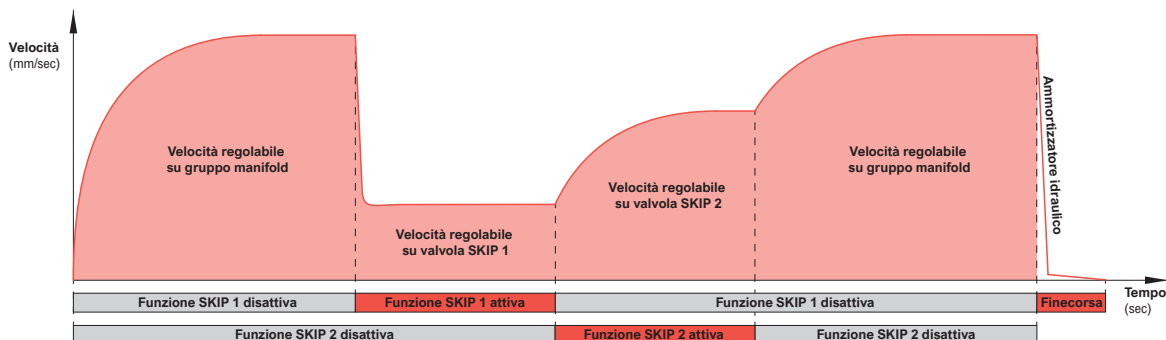 Velocità
(mm/sec)
Velocità regolabile
su gruppo manifold
Velocità regolabile
su valvola SKIP 1
Velocità regolabile
su valvola SKIP 2
Velocità regolabile
su gruppo manifold
Ammortizzatore idraulico
Funzione SKIP 1 disattiva
Funzione SKIP 1 attiva
Funzione SKIP 1 disattiva
Finecorsa
Tempo
(sec)
Funzione SKIP 2 disattiva
Funzione SKIP 2 attiva
Funzione SKIP 2 disattiva